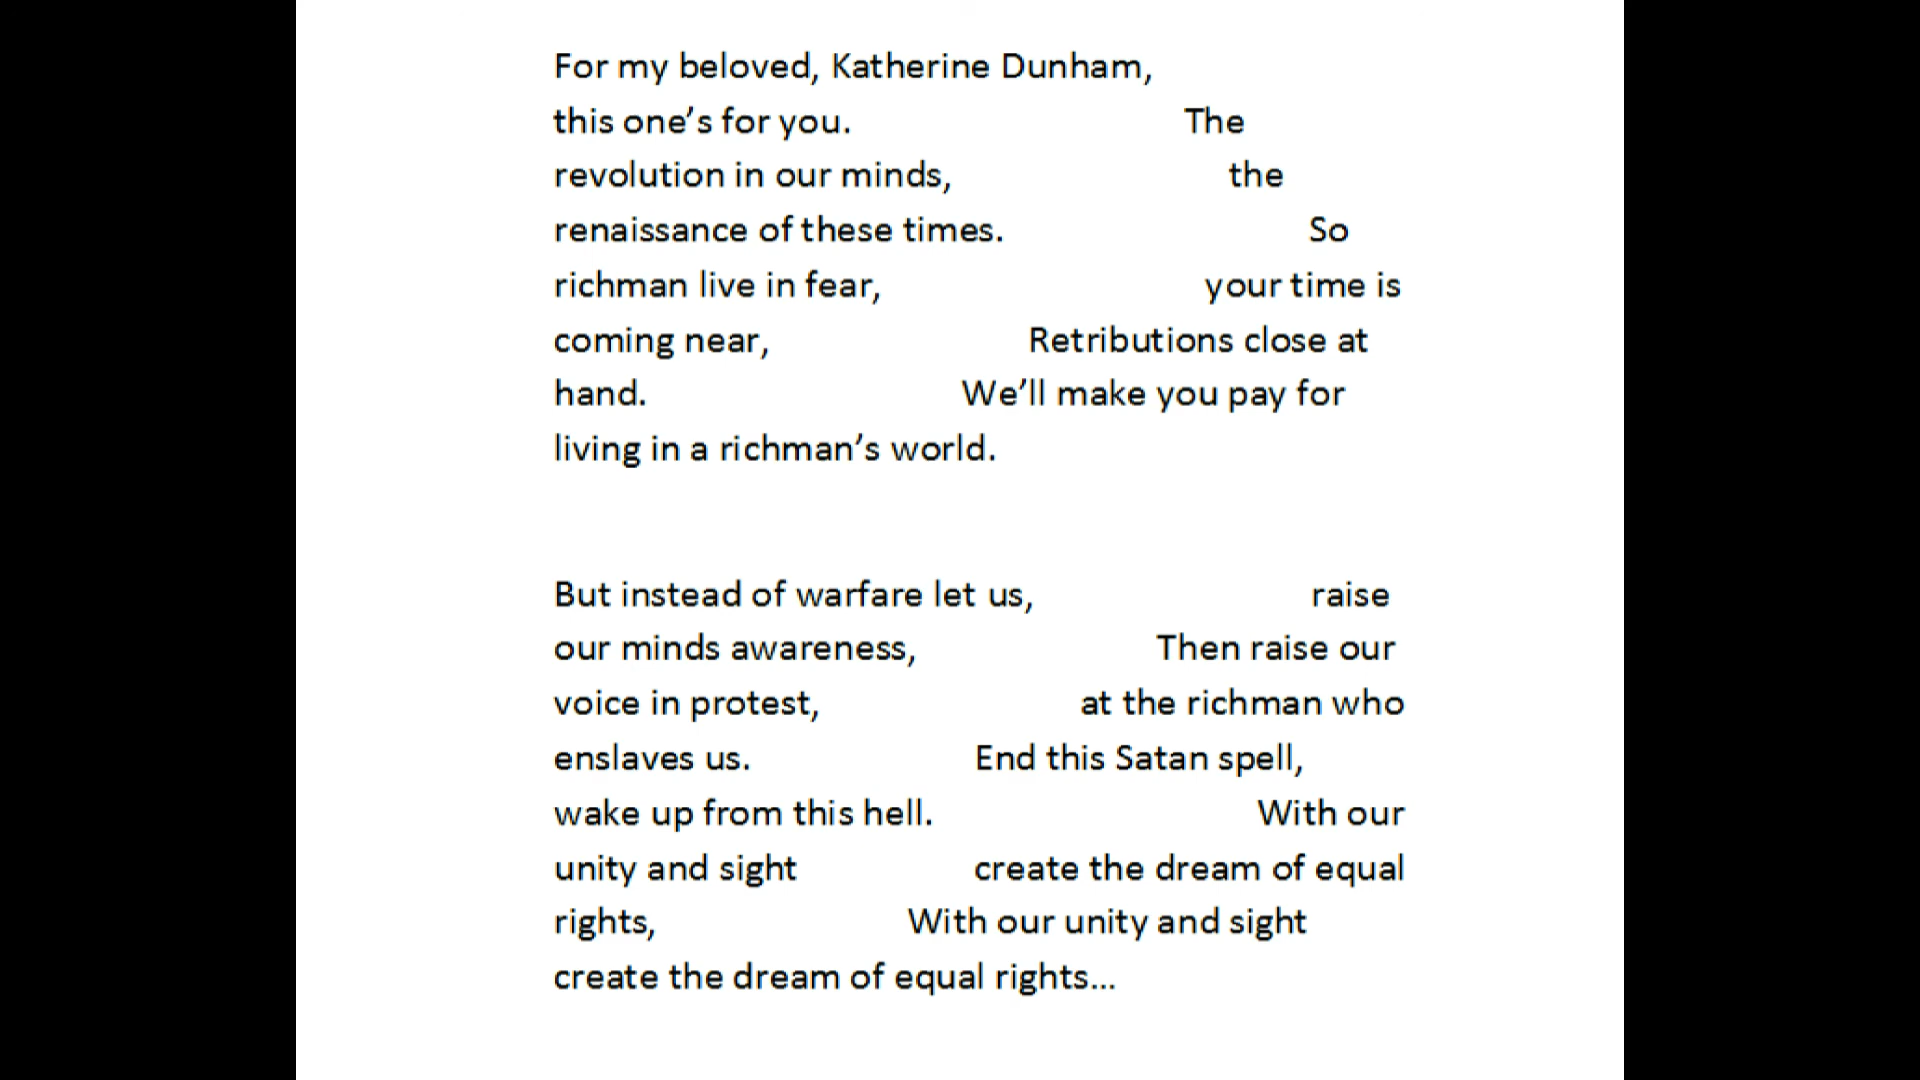 For my beloved, Katherine Dunham,
this one’s for you. The
revolution in our minds, the
renaissance of these times. So
richman live in fear, your time is
coming near, Retributions close at
hand. We’ll make you pay for
living in a richman’s world.
But instead of warfare let us, raise
our minds awareness, Then raise our
voice in protest, at the richman who
enslaves us. End this Satan spell,
wake up from this hell. With our
unity and sight create the dream of equal
rights, With our unity and sight
create the dream of equal rights...